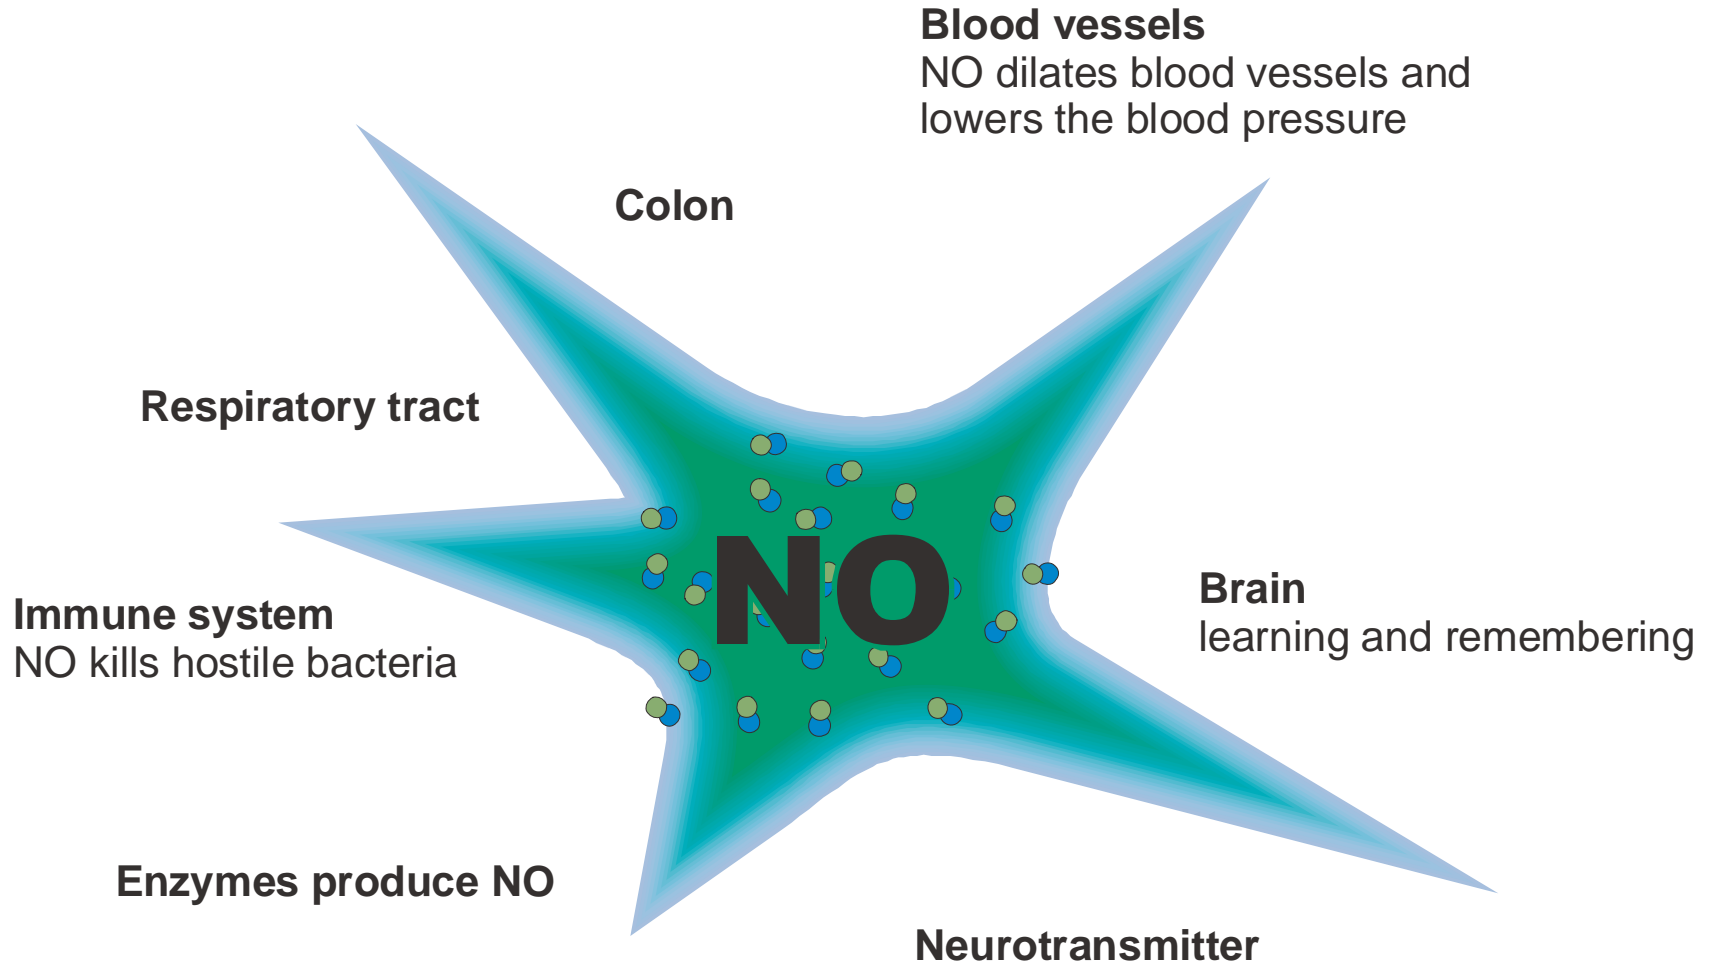 Blood vessels
NO dilates blood vessels and
lowers the blood pressure
Colon
Respiratory tract
NO
Brain
learning and remembering
Immune system
NO kills hostile bacteria
Enzymes produce NO
Neurotransmitter